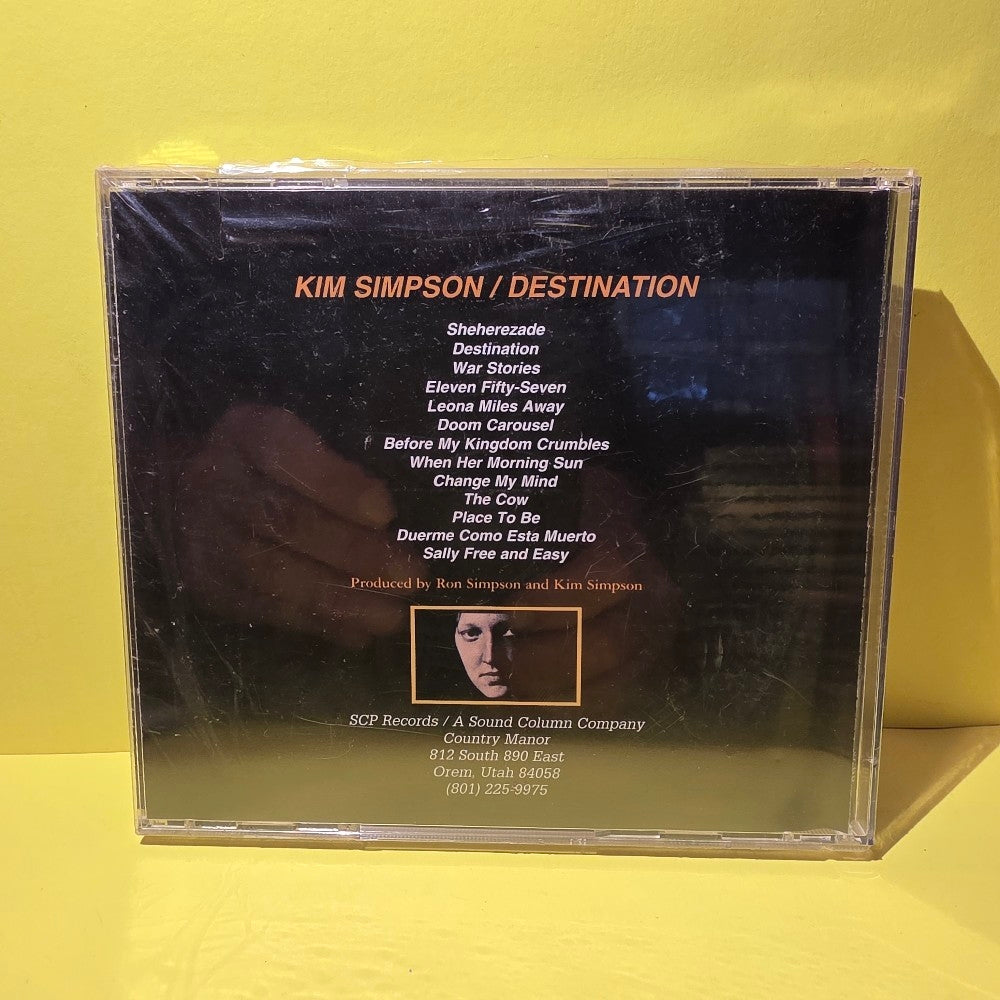 KIM SIMPSON / DESTINATION
Sheherezade
Destination
War Stories
Eleven Fifty-Seven
Leona Miles Away
Doom Carousel
Before My Kingdom Crumbles
When Her Morning Sun
Change My Mind
The Cow
Place To Be
Duerme Como Esta Muerto
Sally Free and Easy
Produced by Ron Simpson and Kim Simpson
SCP Records / A Sound Column Company
Country Manor
812 South 890 East
Orem, Utah 84058
(801) 225-9975